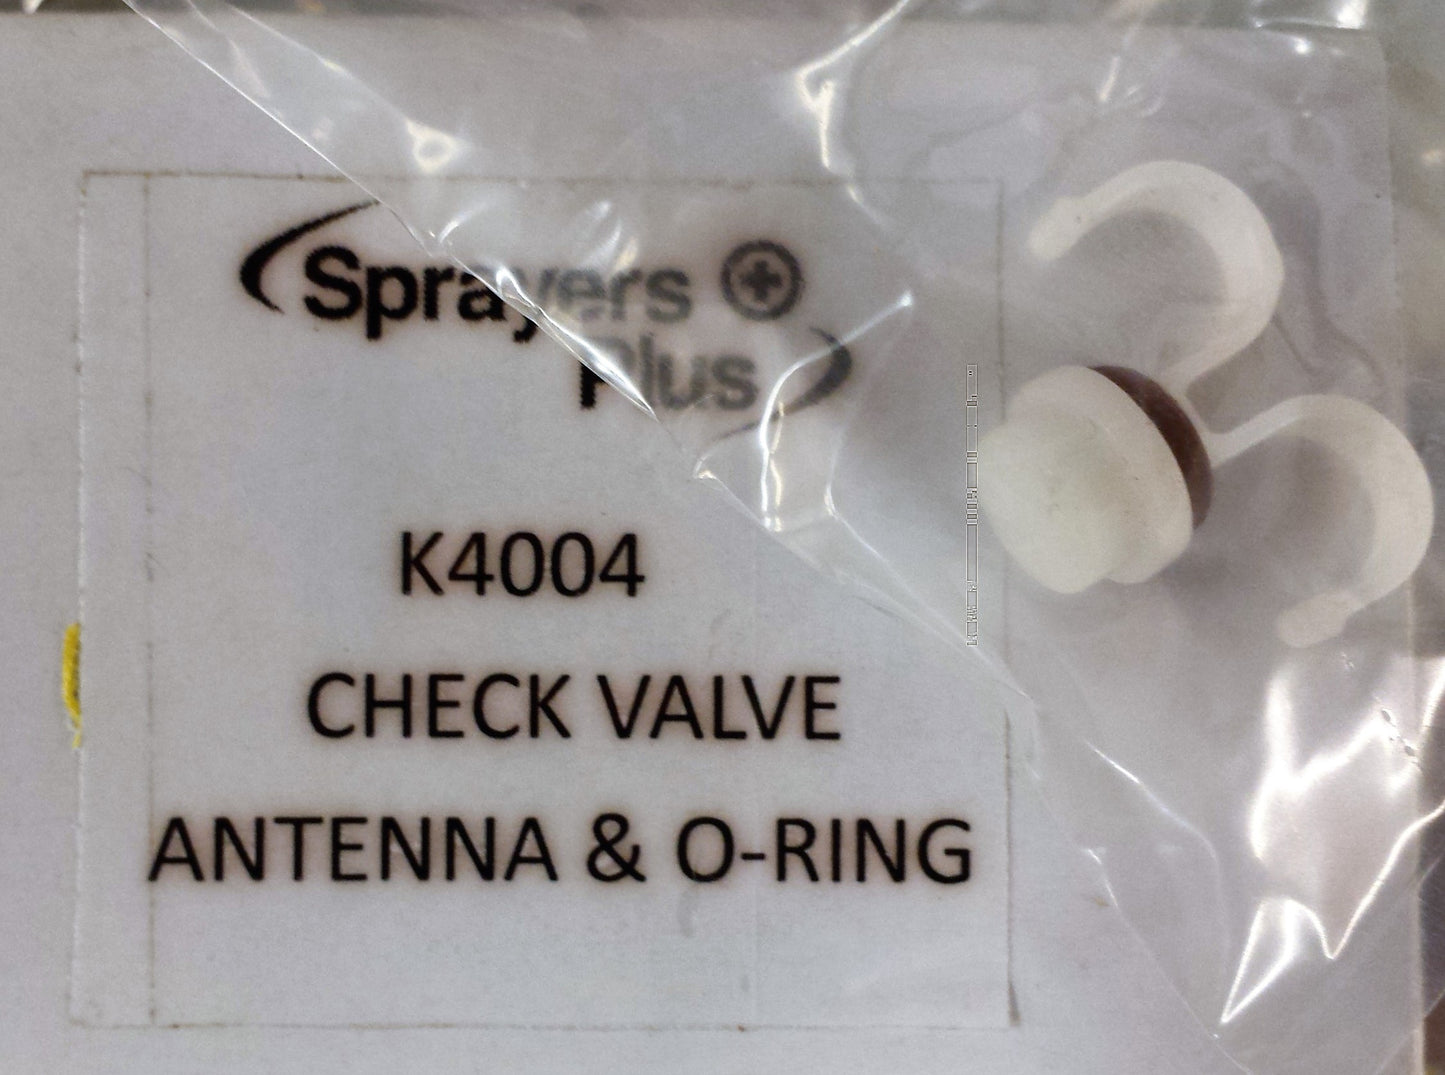 Sprayers
Plus
K4004
CHECK VALVE
ANTENNA & O-RING